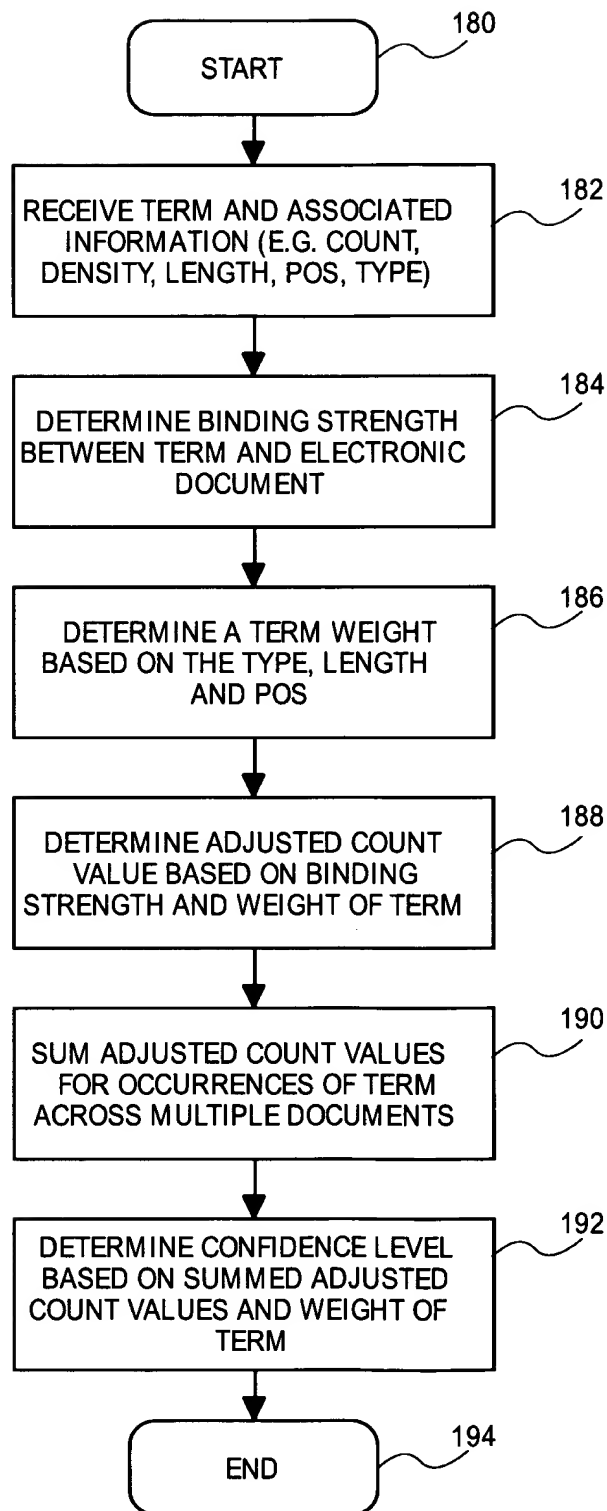 START
180
RECEIVE TERM AND ASSOCIATED
INFORMATION (E.G. COUNT,
DENSITY, LENGTH, POS, TYPE)
182
DETERMINE BINDING STRENGTH
BETWEEN TERM AND ELECTRONIC
DOCUMENT
184
DETERMINE A TERM WEIGHT
BASED ON THE TYPE, LENGTH
AND POS
186
DETERMINE ADJUSTED COUNT
VALUE BASED ON BINDING
STRENGTH AND WEIGHT OF TERM
188
SUM ADJUSTED COUNT VALUES
FOR OCCURRENCES OF TERM
ACROSS MULTIPLE DOCUMENTS
190
DETERMINE CONFIDENCE LEVEL
BASED ON SUMMED ADJUSTED
COUNT VALUES AND WEIGHT OF
TERM
192
END
194